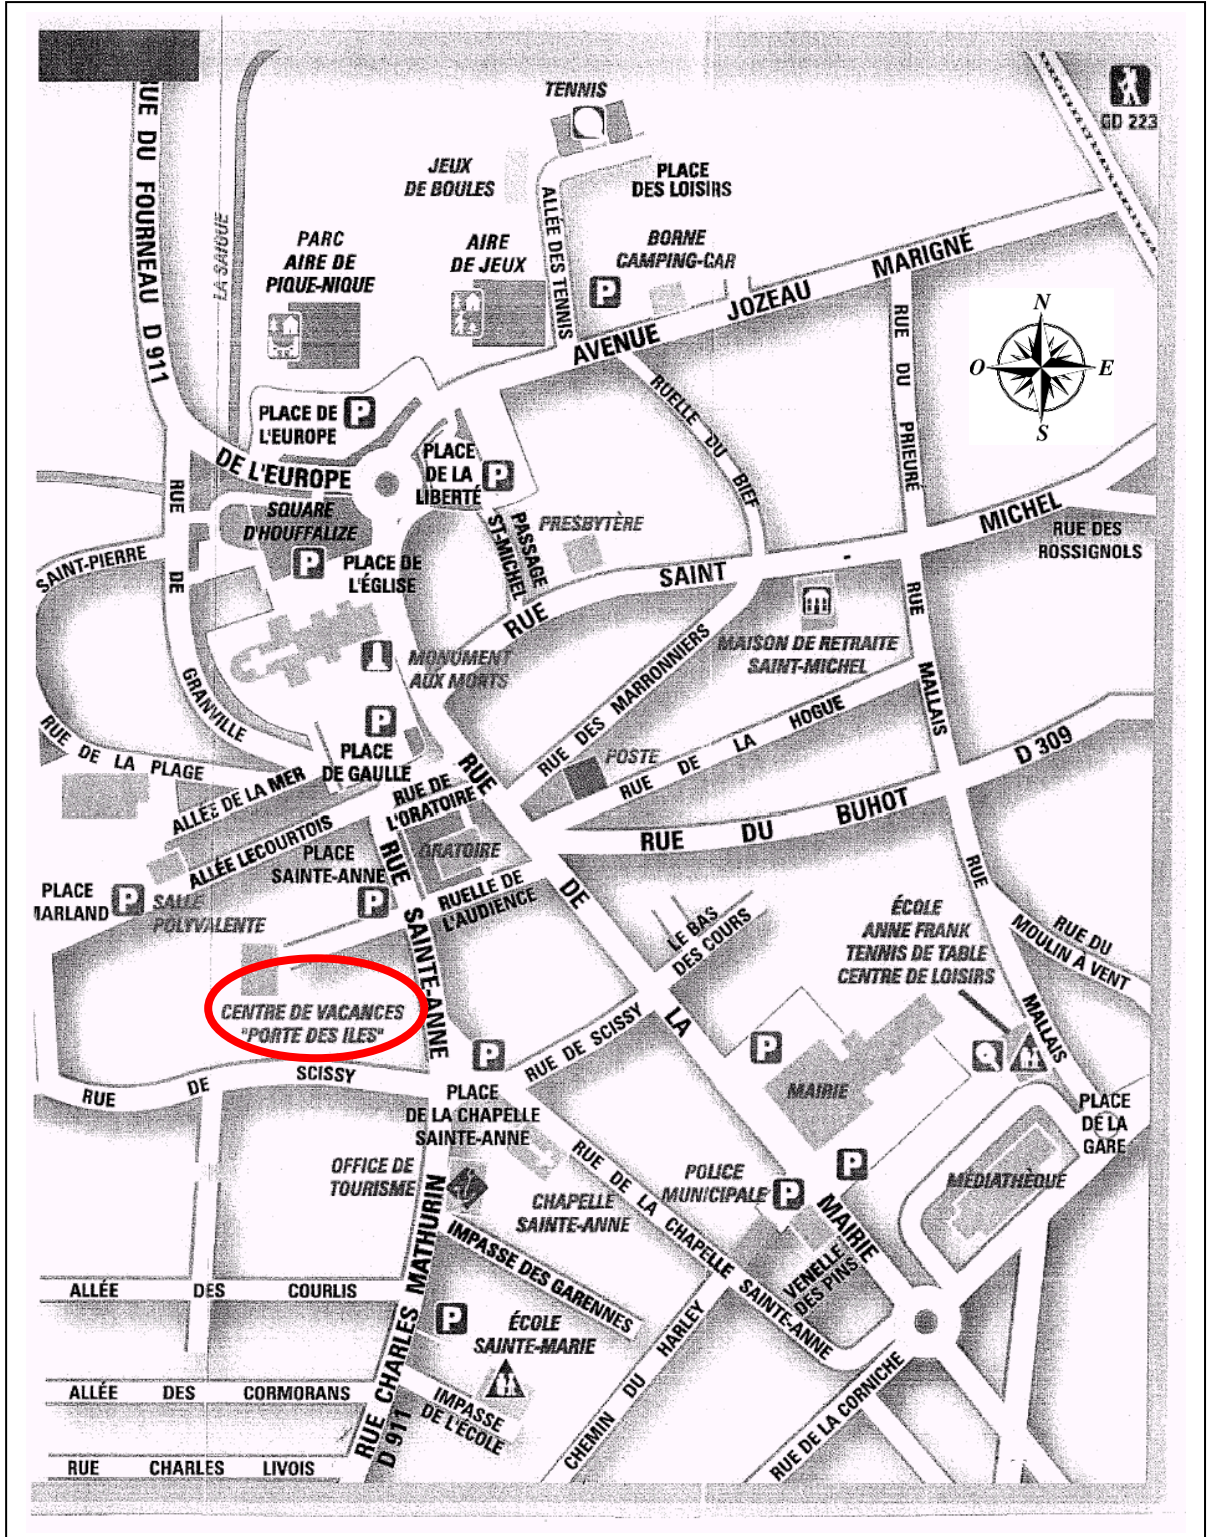 RUE DU FOURNEAU D 911
LA SAIGUE
TENNIS
GD 223
JEUX
DE BOULES
PLACE
DES LOISIRS
ALLÉE DES TENNIS
PARC
AIRE DE
PIQUE-NIQUE
AIRE
DE JEUX
BORNE
CAMPING-CAR
P
AVENUE JOZEAU MARIGNÉ
N
O
E
S
RUE DU PRIEURÉ
RUELLE DU BIEF
PLACE DE
L'EUROPE
P
DE L'EUROPE
PLACE
DE LA
LIBERTÉ
P
SQUARE
D'HOUFFALIZE
P
PLACE DE
L'ÉGLISE
PASSAGE
ST-MICHEL
PRESBYTÈRE
RUE SAINT - MICHEL
RUE DES
ROSSIGNOLS
SAINT-PIERRE
RUE DE GRANVILLE
MONUMENT
AUX MORTS
MAISON DE RETRAITE
SAINT-MICHEL
RUE DES MARRONNIERS
RUE MALLAIS
RUE DE LA PLAGE
P
PLACE
DE GAULLE
ALLÉE DE LA MER
RUE DE
L'ORATOIRE
POSTE
RUE DE LA HOGUE
D 309
RUE DU BUHOT
ALLÉE LECOURTOIS
PLACE
SAINTE-ANNE
P
ORATOIRE
RUELLE DE
L'AUDIENCE
PLACE
MARLAND
P
SALLE
POLYVALENTE
RUE SAINTE-ANNE
RUE DE LA MAIRIE
LE BAS
DES COURS
ÉCOLE
ANNE FRANK
TENNIS DE TABLE
CENTRE DE LOISIRS
RUE DU
MOULIN À VENT
RUE MALLAIS
CENTRE DE VACANCES
"PORTE DES ILES"
RUE DE SCISSY
P
RUE DE SCISSY
PLACE
DE LA CHAPELLE
SAINTE-ANNE
P
MAIRIE
PLACE
DE LA
GARE
OFFICE DE
TOURISME
CHAPELLE
SAINTE-ANNE
RUE DE LA CHAPELLE SAINTE-ANNE
POLICE
MUNICIPALE
P
P
MÉDIATHÈQUE
VENELLE
DES PINS
IMPASSE DES GARENNES
ALLÉE DES COURLIS
P
ÉCOLE
SAINTE-MARIE
CHEMIN DU HARLEY
ALLÉE DES CORMORANS
IMPASSE
DE L'ÉCOLE
RUE CHARLES MATHURIN
D 911
RUE DE LA CORNICHE
RUE CHARLES LIVOIS